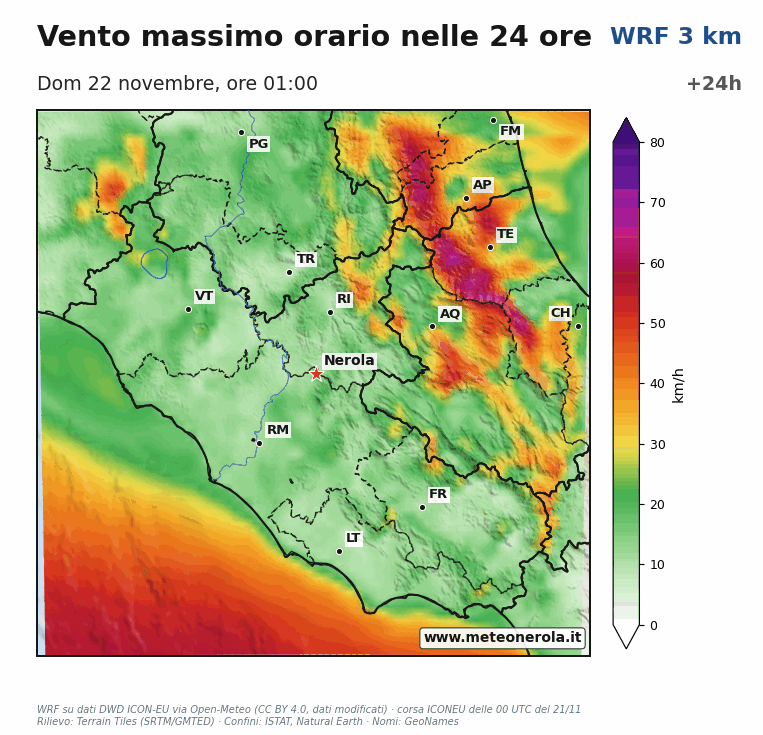 Vento massimo orario nelle 24 ore WRF 3 km
Dom 22 novembre, ore 01:00 +24h
FM
PG
AP
TE
TR
VT
RI
AQ
CH
Nerola
RM
FR
LT
www.meteonerola.it
80
70
60
50
40
30
20
10
0
km/h
WRF su dati DWD ICON-EU via Open-Meteo (CC BY 4.0, dati modificati) · corsa ICONEU delle 00 UTC del 21/11
Rilievo: Terrain Tiles (SRTM/GMTED) · Confini: ISTAT, Natural Earth · Nomi: GeoNames